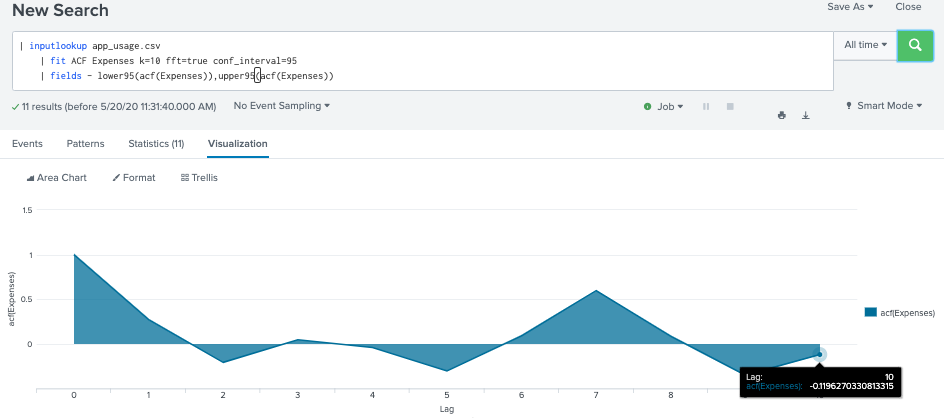 New Search
Save As
Close
| inputlookup app_usage.csv
| fit ACF Expenses k=10 fft=true conf_interval=95
| fields - lower95(acf(Expenses)),upper95(acf(Expenses))
All time
11 results (before 5/20/20 11:31:40.000 AM)
No Event Sampling
Job
Smart Mode
Events
Patterns
Statistics (11)
Visualization
Area Chart
Format
Trellis
1.5
1
0.5
0
acf(Expenses)
acf(Expenses)
Lag: 10
acf(Expenses): -0.1196270330813315
0 1 2 3 4 5 6 7 8
Lag